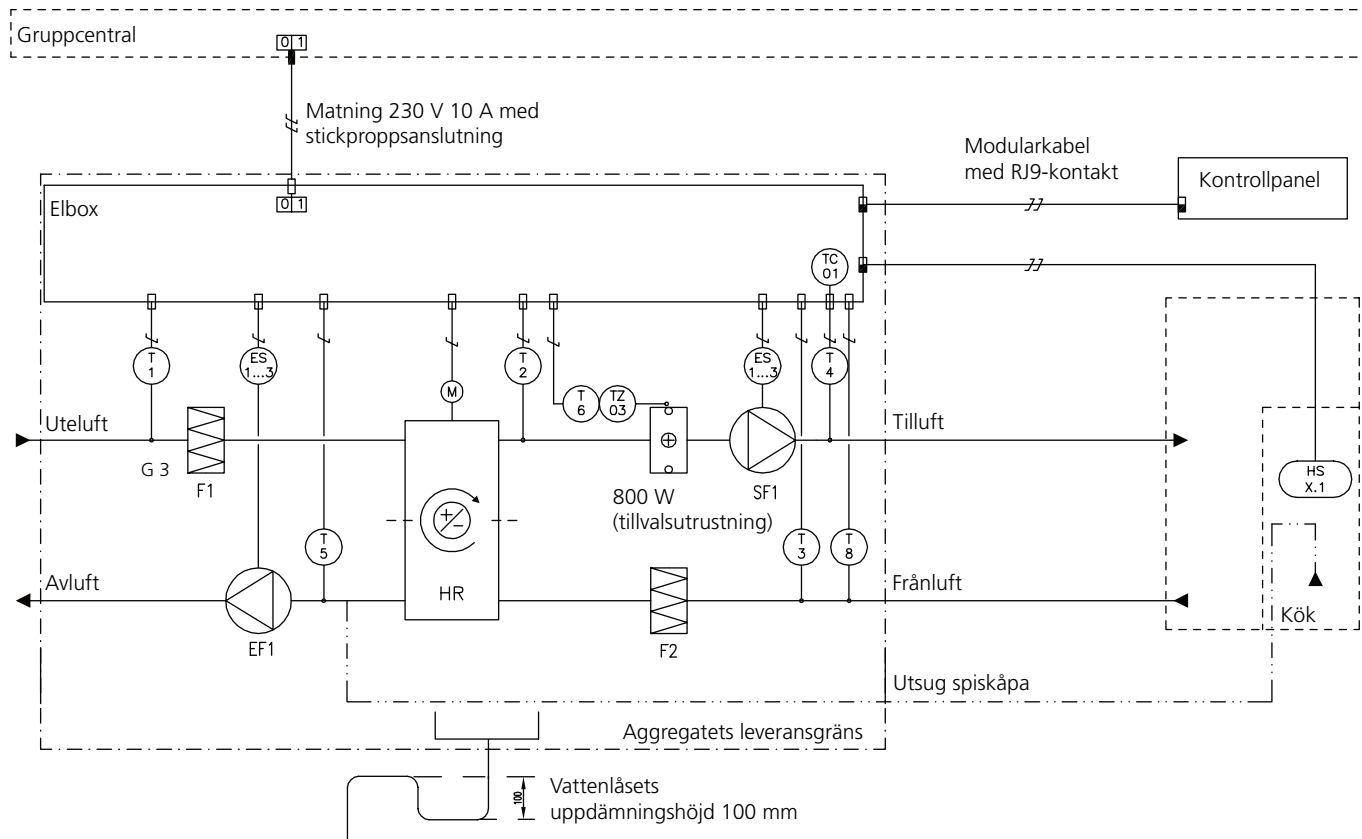 Gruppcentral
0 1
Matning 230 V 10 A med
stickproppsanslutning
Modularkabel
med RJ9-kontakt
Kontrollpanel
Elbox
0 1
TC
01
T
1
ES
1...3
M
T
2
T
6
TZ
03
ES
1...3
T
4
Uteluft
Tilluft
G 3
F1
800 W
(tillvalsutrustning)
SF1
HS
X.1
+/-
T
5
T
3
T
8
Avluft
HR
Frånluft
Kök
EF1
F2
Utsug spiskåpa
Aggregatets leveransgräns
100
Vattenlåsets
uppdämningshöjd 100 mm